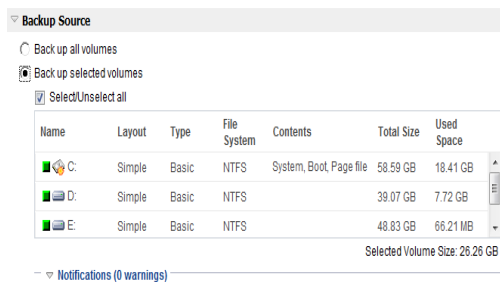 Backup Source
Back up all volumes
Back up selected volumes
Select/Unselect all
Name Layout Type File System Contents Total Size Used Space
C: Simple Basic NTFS System, Boot, Page file 58.59 GB 18.41 GB
D: Simple Basic NTFS 39.07 GB 7.72 GB
E: Simple Basic NTFS 48.83 GB 66.21 MB
Selected Volume Size: 26.26 GB
Notifications (0 warnings)